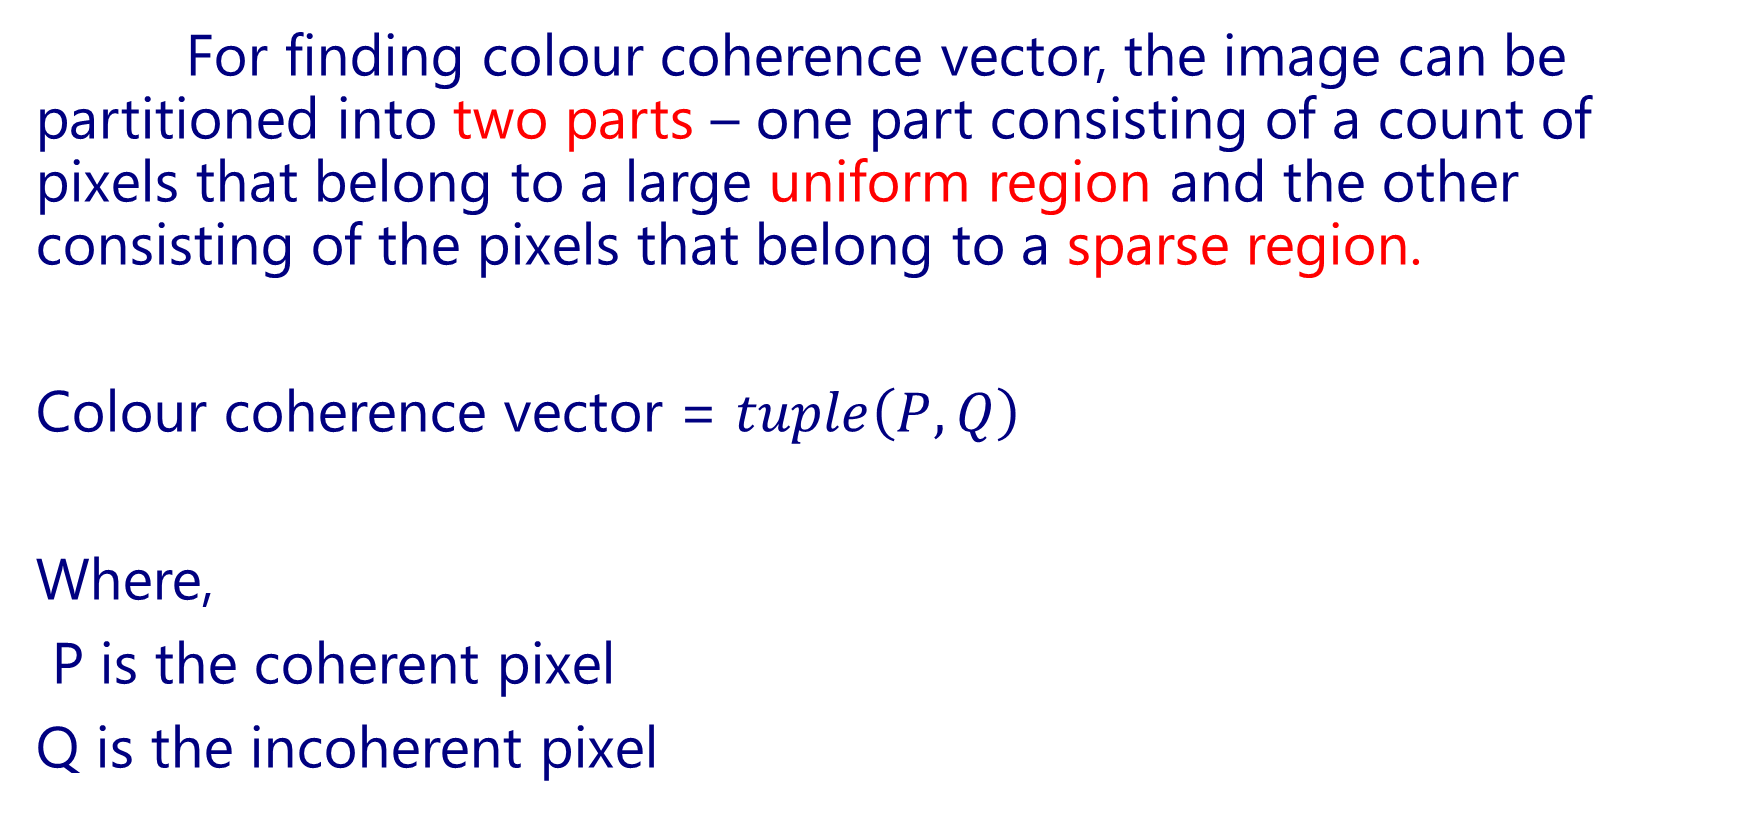 For finding colour coherence vector, the image can be
partitioned into two parts – one part consisting of a count of
pixels that belong to a large uniform region and the other
consisting of the pixels that belong to a sparse region.
Colour coherence vector = tuple(P, Q)
Where,
P is the coherent pixel
Q is the incoherent pixel